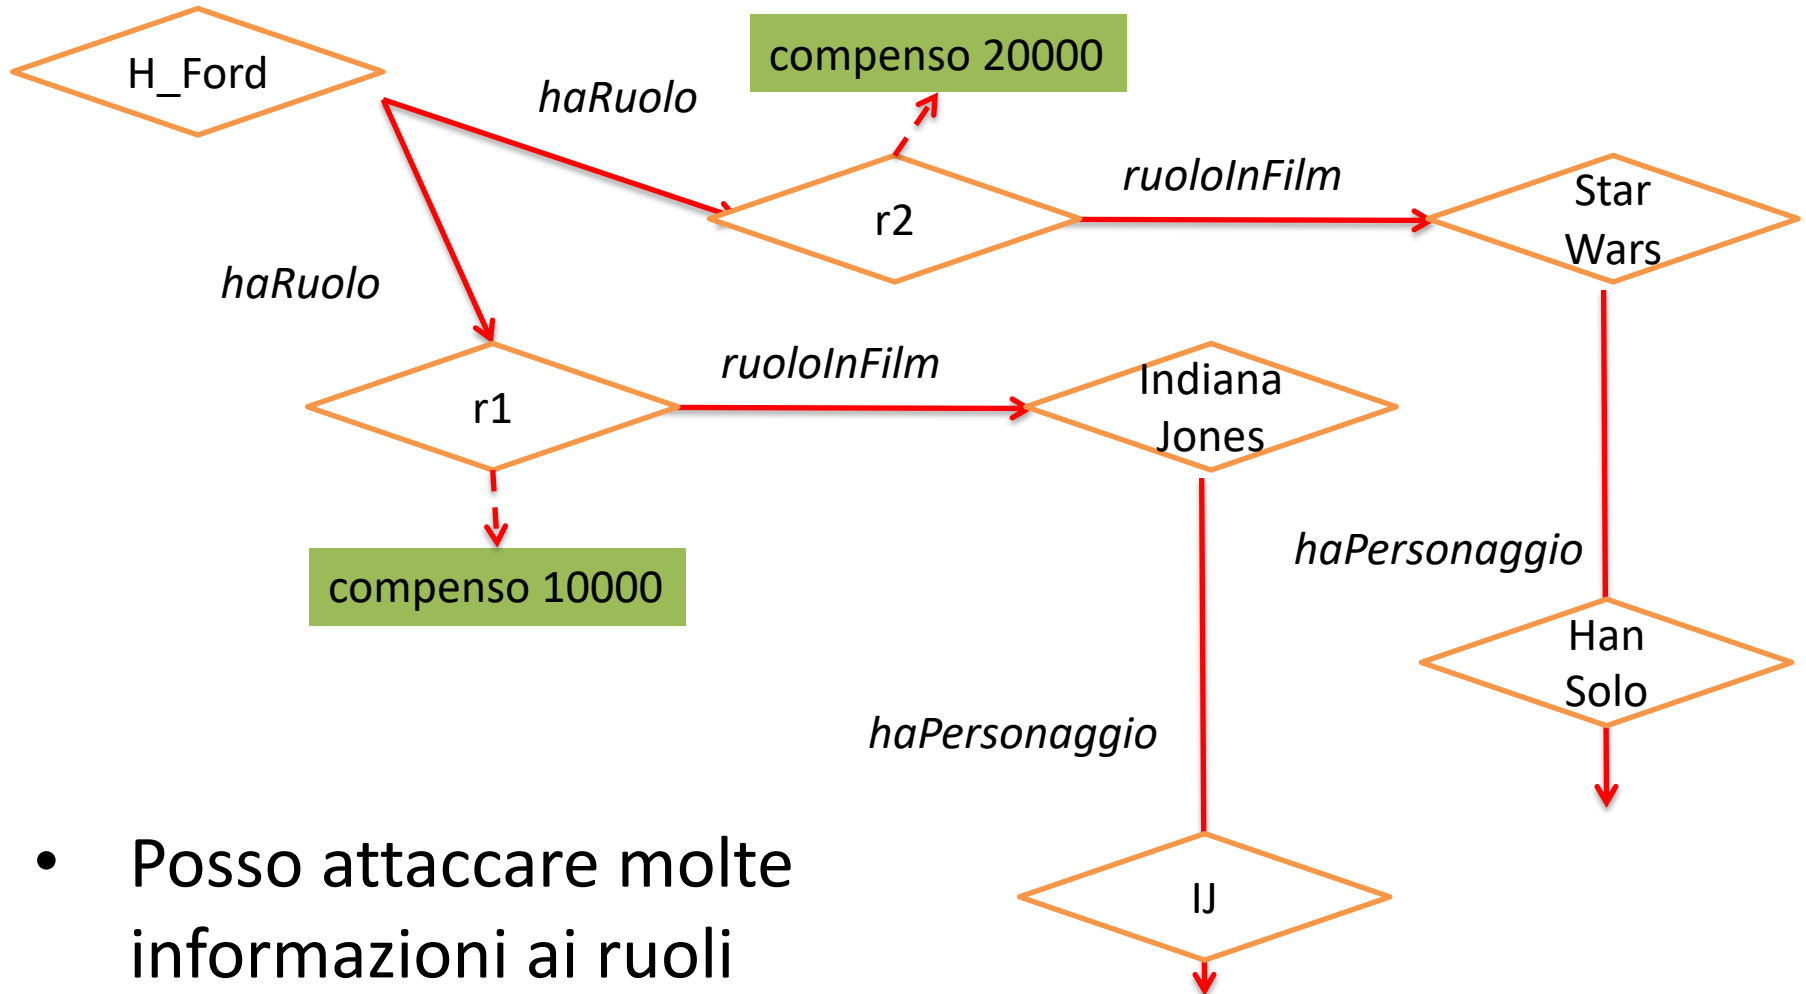 H_Ford
compenso 20000
haRuolo
ruoloInFilm
Star
Wars
r2
haRuolo
ruoloInFilm
Indiana
Jones
r1
haPersonaggio
compenso 10000
Han
Solo
haPersonaggio
• Posso attaccare molte
informazioni ai ruoli
IJ